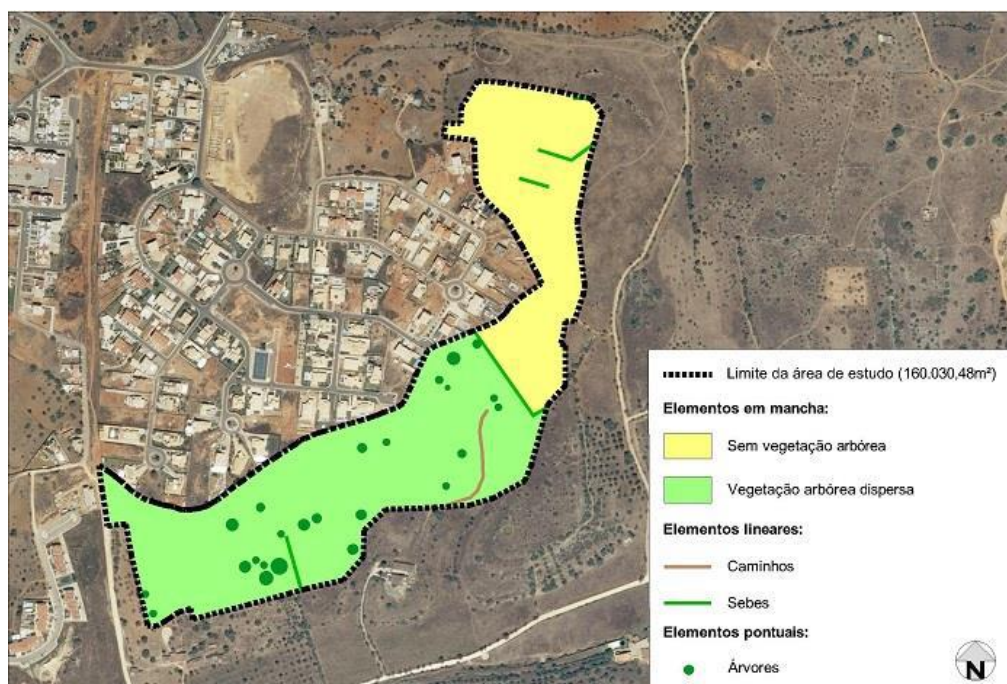 Limite da área de estudo (160.030,48m²)
Elementos em mancha:
Sem vegetação arbórea
Vegetação arbórea dispersa
Elementos lineares:
Caminhos
Sebes
Elementos pontuais:
Árvores
N